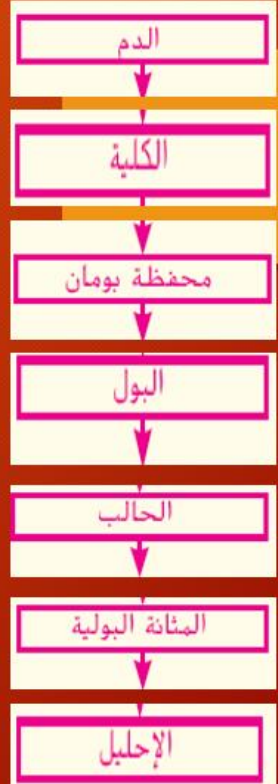 الدم
الكلية
محفظة بومان
البول
الحالب
المثانة البولية
الإحليل